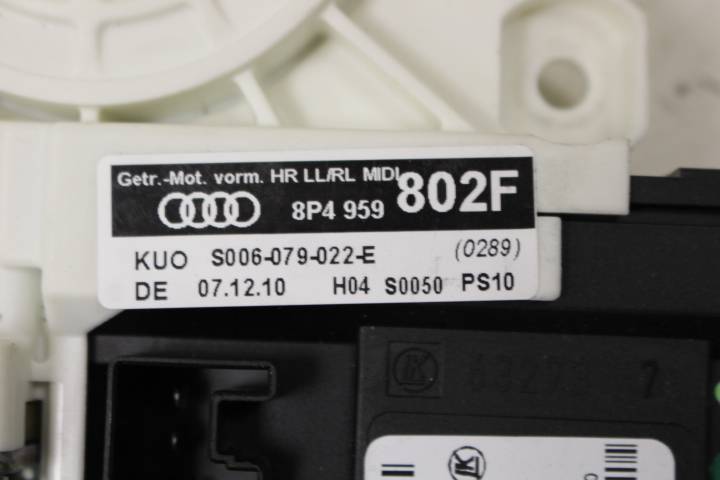 Getr.-Mot. vorm. HR LL/RL MIDI
8P4 959 802F
KUO S006-079-022-E (0289)
DE 07.12.10 H04 S0050 PS10